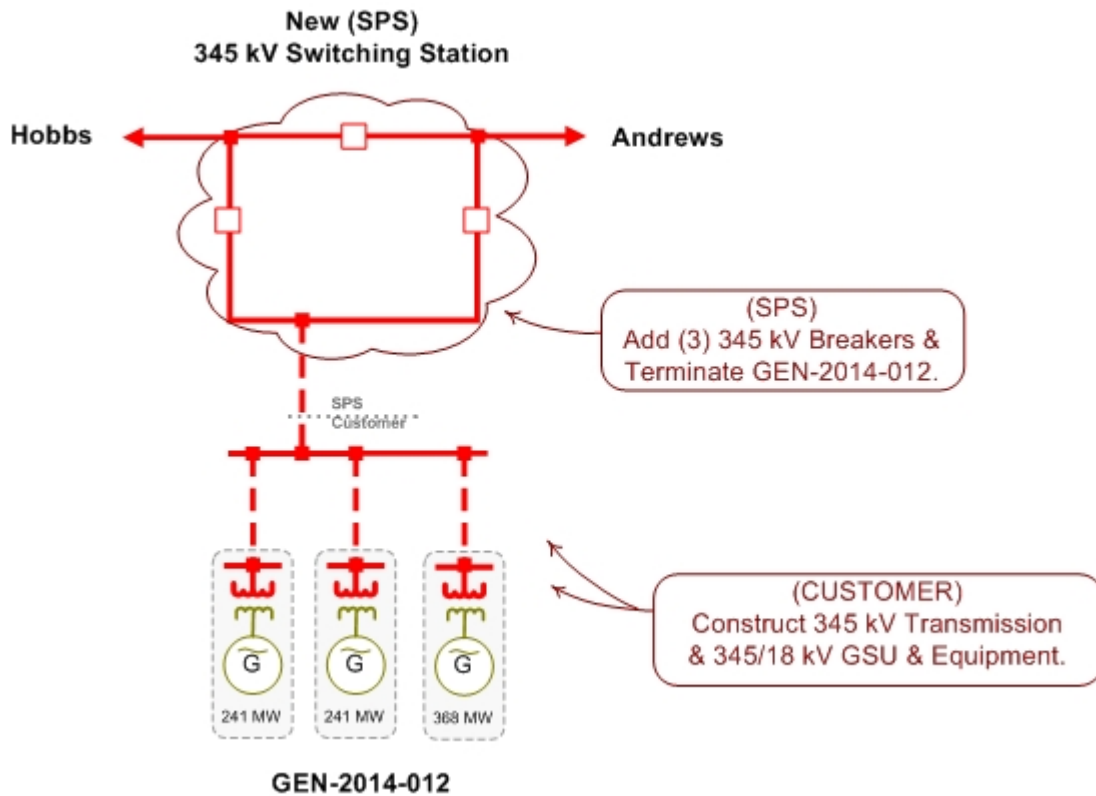 New (SPS)
345 kV Switching Station
Hobbs
Andrews
(SPS)
Add (3) 345 kV Breakers &
Terminate GEN-2014-012.
SPS
Customer
(CUSTOMER)
Construct 345 kV Transmission
& 345/18 kV GSU & Equipment.
G
G
G
241 MW
241 MW
368 MW
GEN-2014-012